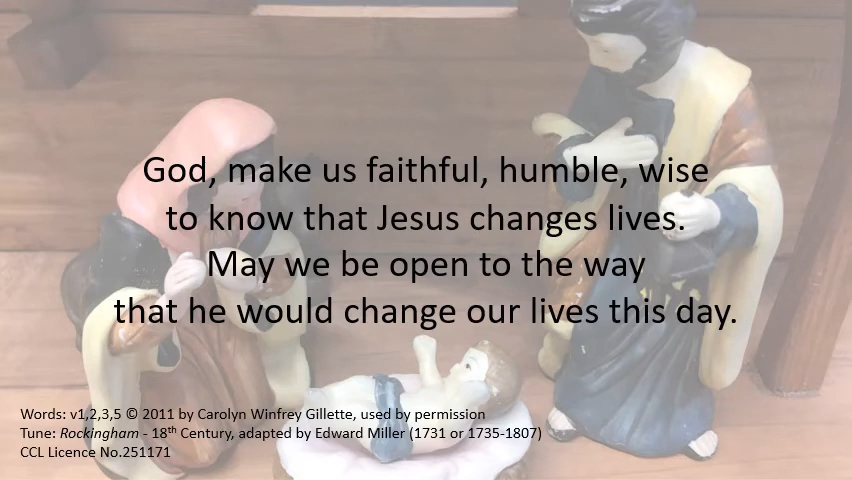 God, make us faithful, humble, wise
to know that Jesus changes lives.
May we be open to the way
that he would change our lives this day.
Words: v1,2,3,5 © 2011 by Carolyn Winfrey Gillette, used by permission
Tune: Rockingham - 18th Century, adapted by Edward Miller (1731 or 1735-1807)
CCL Licence No.251171